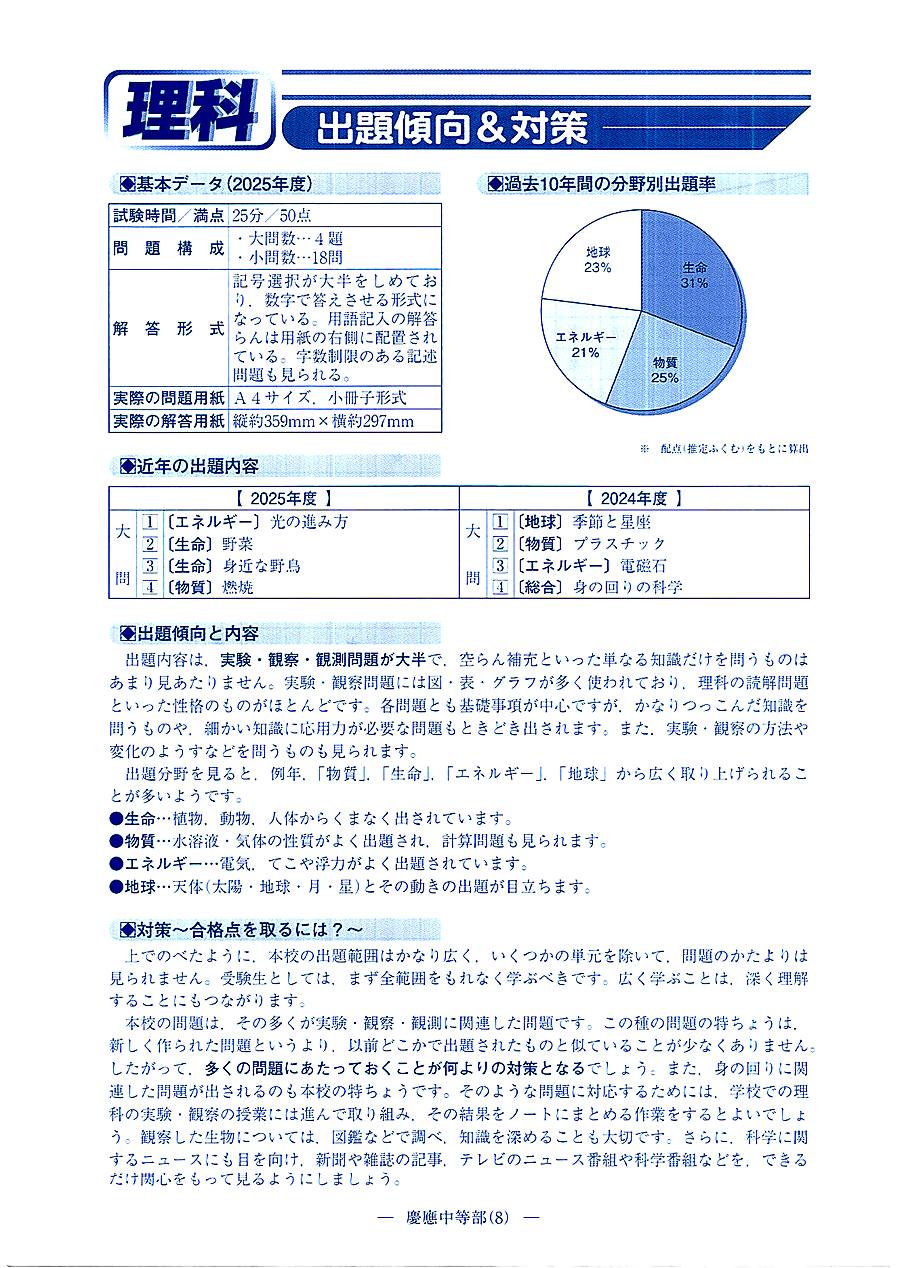 理科
出題傾向&対策
◆基本データ(2025年度)
試験時間/満点 25分/50点
問題構成 ・大問数…4題
・小問数…18問
解答形式 記号選択が大半をしめてお
り,数字で答えさせる形式に
なっている。用語記入の解答
らんは用紙の右側に配置され
ている。字数制限のある記述
問題も見られる。
実際の問題用紙 A4サイズ,小冊子形式
実際の解答用紙 縦約359mm×横約297mm
◆過去10年間の分野別出題率
地球
23%
生命
31%
エネルギー
21%
物質
25%
※ 配点(推定ふくむ)をもとに算出
◆近年の出題内容
【 2025年度 】
大問
1 〔エネルギー〕光の進み方
2 〔生命〕野菜
3 〔生命〕身近な野鳥
4 〔物質〕燃焼
【 2024年度 】
大問
1 〔地球〕季節と星座
2 〔物質〕プラスチック
3 〔エネルギー〕電磁石
4 〔総合〕身の回りの科学
◆出題傾向と内容
出題内容は,実験・観察・観測問題が大半で,空らん補充といった単なる知識だけを問うものは
あまり見あたりません。実験・観察問題には図・表・グラフが多く使われており,理科の読解問題
といった性格のものがほとんどです。各問題とも基礎事項が中心ですが,かなりつっこんだ知識を
問うものや,細かい知識に応用力が必要な問題もときどき出されます。また,実験・観察の方法や
変化のようすなどを問うものも見られます。
出題分野を見ると,例年,「物質」,「生命」,「エネルギー」,「地球」から広く取り上げられるこ
とが多いようです。
●生命…植物,動物,人体からくまなく出されています。
●物質…水溶液・気体の性質がよく出題され,計算問題も見られます。
●エネルギー…電気,てこや浮力がよく出題されています。
●地球…天体(太陽・地球・月・星)とその動きの出題が目立ちます。
◆対策～合格点を取るには?～
上でのべたように,本校の出題範囲はかなり広く,いくつかの単元を除いて,問題のかたよりは
見られません。受験生としては,まず全範囲をもれなく学ぶべきです。広く学ぶことは,深く理解
することにもつながります。
本校の問題は,その多くが実験・観察・観測に関連した問題です。この種の問題の特ちょうは,
新しく作られた問題というより,以前どこかで出題されたものと似ていることが少なくありません。
したがって,多くの問題にあたっておくことが何よりの対策となるでしょう。また,身の回りに関
連した問題が出されるのも本校の特ちょうです。そのような問題に対応するためには,学校での理
科の実験・観察の授業には進んで取り組み,その結果をノートにまとめる作業をするとよいでしょ
う。観察した生物については,図鑑などで調べ,知識を深めることも大切です。さらに,科学に関
するニュースにも目を向け,新聞や雑誌の記事,テレビのニュース番組や科学番組などを,できる
だけ関心をもって見るようにしましょう。
― 慶應中等部(8) ―